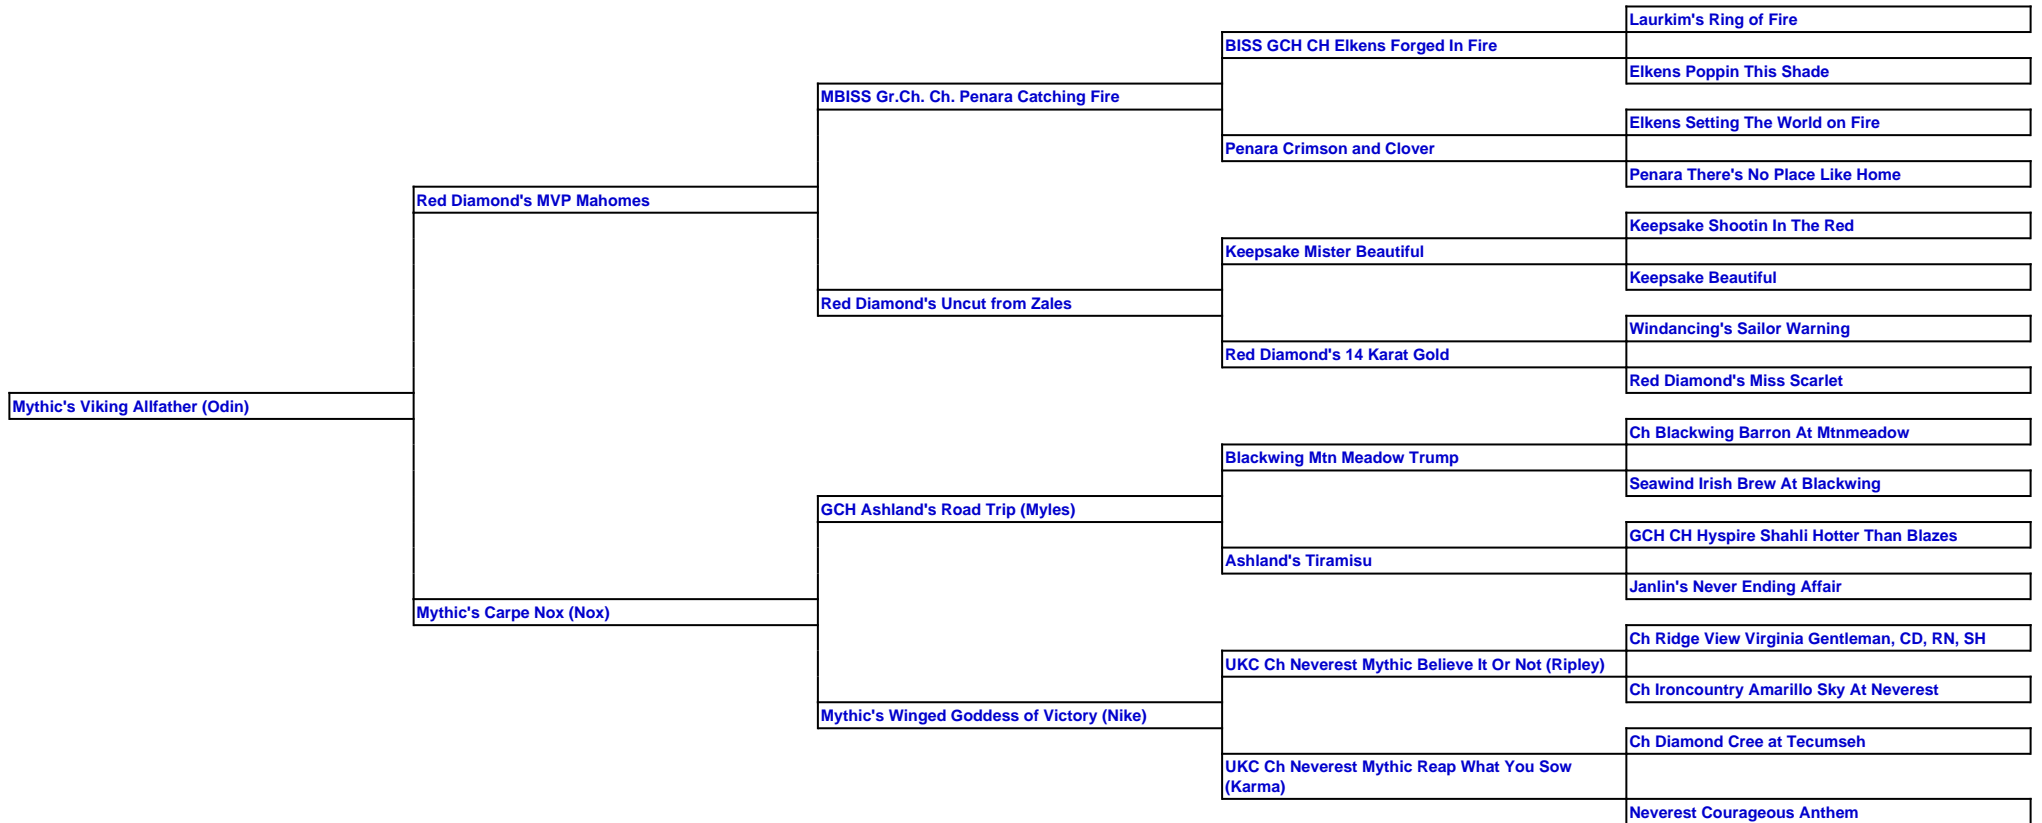 Laurkim's Ring of Fire
BISS GCH CH Elkens Forged In Fire
Elkens Poppin This Shade
MBISS Gr.Ch. Ch. Penara Catching Fire
Elkens Setting The World on Fire
Penara Crimson and Clover
Penara There's No Place Like Home
Red Diamond's MVP Mahomes
Keepsake Shootin In The Red
Keepsake Mister Beautiful
Keepsake Beautiful
Red Diamond's Uncut from Zales
Windancing's Sailor Warning
Red Diamond's 14 Karat Gold
Red Diamond's Miss Scarlet
Mythic's Viking Allfather (Odin)
Ch Blackwing Barron At Mtnmeadow
Blackwing Mtn Meadow Trump
Seawind Irish Brew At Blackwing
GCH Ashland's Road Trip (Myles)
GCH CH Hyspire Shahli Hotter Than Blazes
Ashland's Tiramisu
Janlin's Never Ending Affair
Mythic's Carpe Nox (Nox)
Ch Ridge View Virginia Gentleman, CD, RN, SH
UKC Ch Neverest Mythic Believe It Or Not (Ripley)
Ch Ironcountry Amarillo Sky At Neverest
Mythic's Winged Goddess of Victory (Nike)
Ch Diamond Cree at Tecumseh
UKC Ch Neverest Mythic Reap What You Sow
(Karma)
Neverest Courageous Anthem